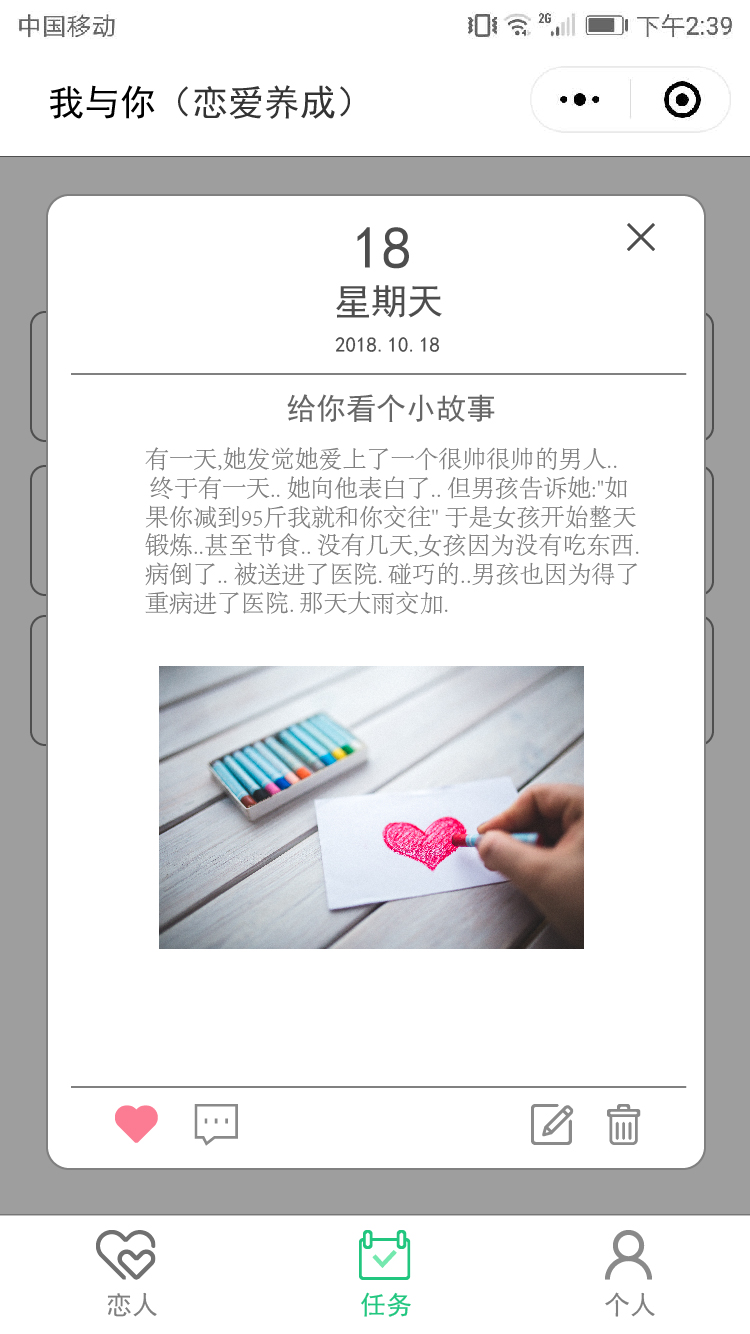 中国移动 2G 下午2:39
我与你（恋爱养成）
18
星期天
2018.10.18
给你看个小故事
有一天,她发觉她爱上了一个很帅很帅的男人..
终于有一天.. 她向他表白了.. 但男孩告诉她:"如
果你减到95斤我就和你交往" 于是女孩开始整天
锻炼..甚至节食.. 没有几天,女孩因为没有吃东西.
病倒了.. 被送进了医院. 碰巧的..男孩也因为得了
重病进了医院. 那天大雨交加.
恋人 任务 个人